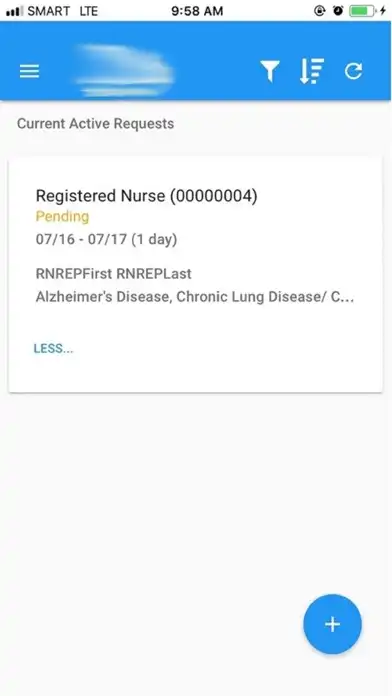 SMART LTE 9:58 AM
Current Active Requests
Registered Nurse (00000004)
Pending
07/16 - 07/17 (1 day)
RNREPFirst RNREPLast
Alzheimer's Disease, Chronic Lung Disease/ C...
LESS...